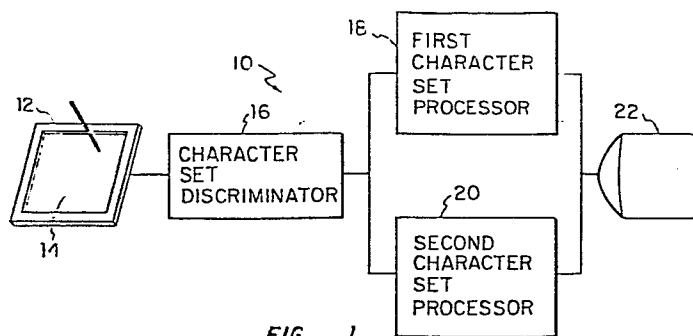 18
FIRST
CHARACTER
SET
PROCESSOR
10
12
16
CHARACTER
SET
DISCRIMINATOR
22
14
20
SECOND
CHARACTER
SET
PROCESSOR
FIG. 1